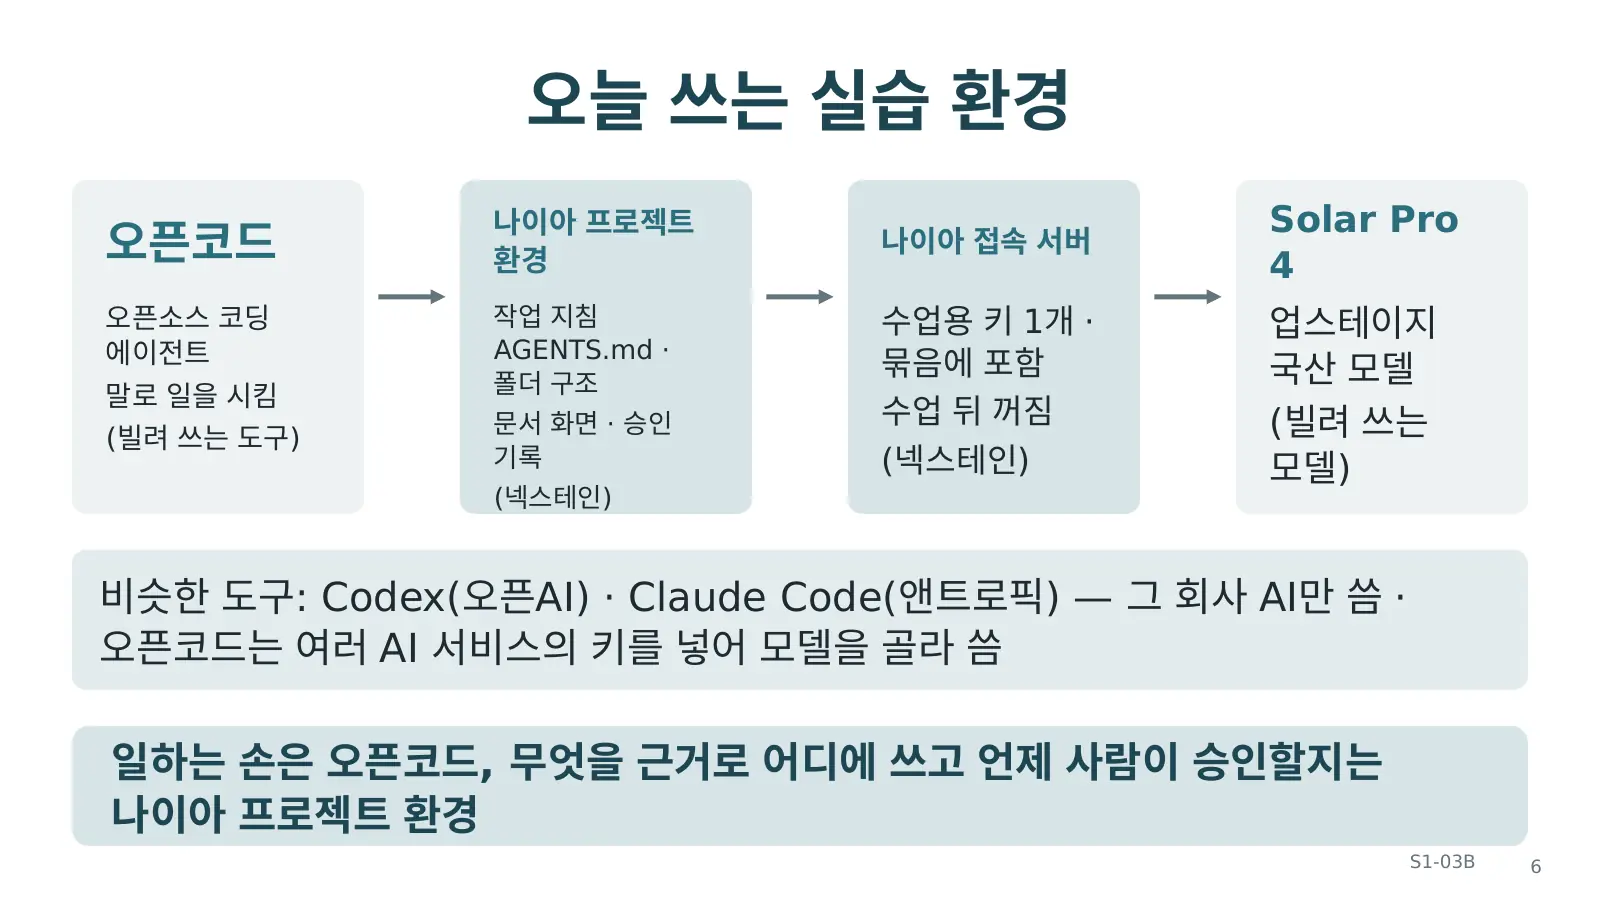 오늘 쓰는 실습 환경
오픈코드
오픈소스 코딩
에이전트
말로 일을 시킴
(빌려 쓰는 도구)
나이아 프로젝트
환경
작업 지침
AGENTS.md ·
폴더 구조
문서 화면 · 승인
기록
(넥스테인)
나이아 접속 서버
수업용 키 1개 ·
묶음에 포함
수업 뒤 꺼짐
(넥스테인)
Solar Pro
4
업스테이지
국산 모델
(빌려 쓰는
모델)
비슷한 도구: Codex(오픈AI) · Claude Code(앤트로픽) — 그 회사 AI만 씀 ·
오픈코드는 여러 AI 서비스의 키를 넣어 모델을 골라 씀
일하는 손은 오픈코드, 무엇을 근거로 어디에 쓰고 언제 사람이 승인할지는
나이아 프로젝트 환경
S1-03B
6